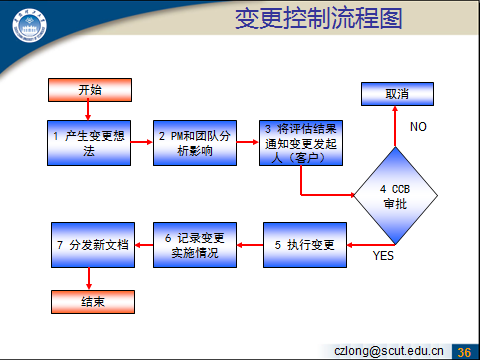 变更控制流程图
开始
取消
1 产生变更想
法
2 PM和团队分
析影响
3 将评估结果
通知变更发起
人（客户）
NO
4 CCB
审批
YES
5 执行变更
6 记录变更
实施情况
7 分发新文档
结束
czlong@scut.edu.cn
36